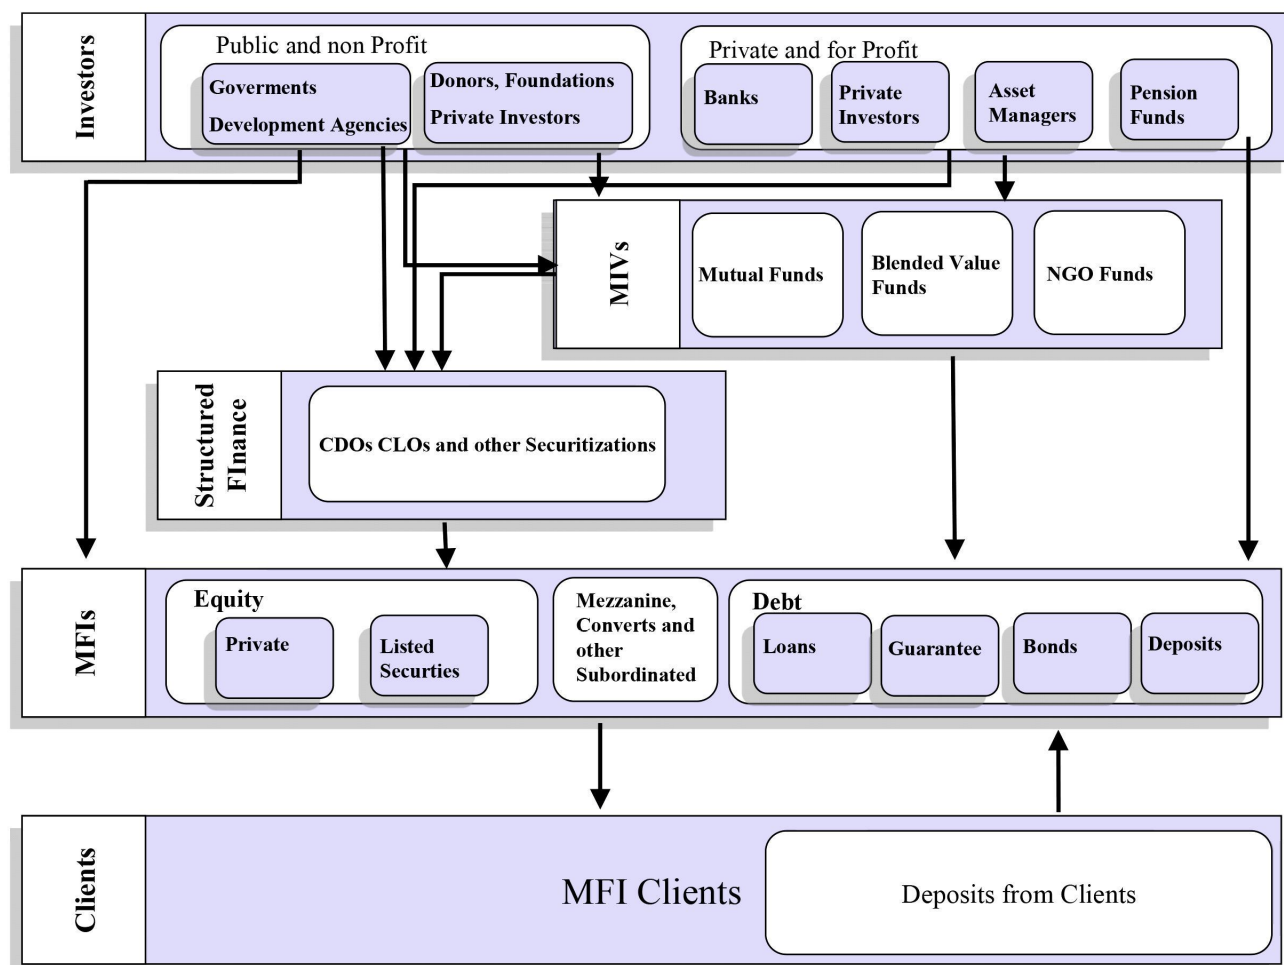 Investors
Public and non Profit
Goverments
Development Agencies
Donors, Foundations
Private Investors
Private and for Profit
Banks
Private
Investors
Asset
Managers
Pension
Funds
MIVs
Mutual Funds
Blended Value
Funds
NGO Funds
Structured
FInance
CDOs CLOs and other Securitizations
MFIs
Equity
Private
Listed
Securties
Mezzanine,
Converts and
other
Subordinated
Debt
Loans
Guarantee
Bonds
Deposits
Clients
MFI Clients
Deposits from Clients